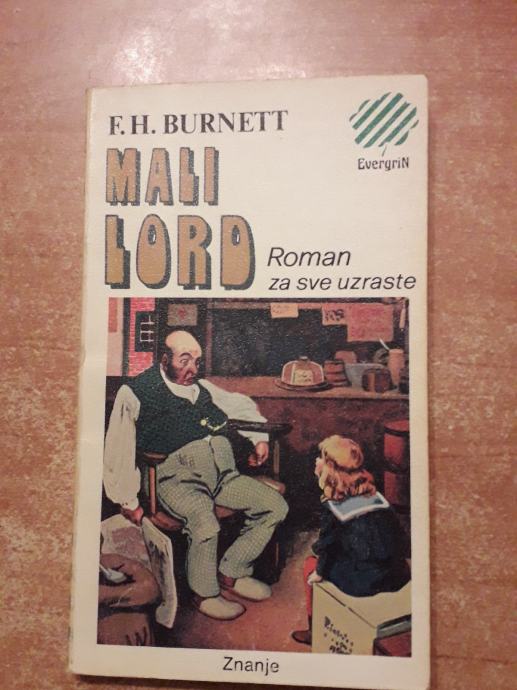 F. H. BURNETT
EvergriN
MALI
LORD
Roman
za sve uzraste
Znanje